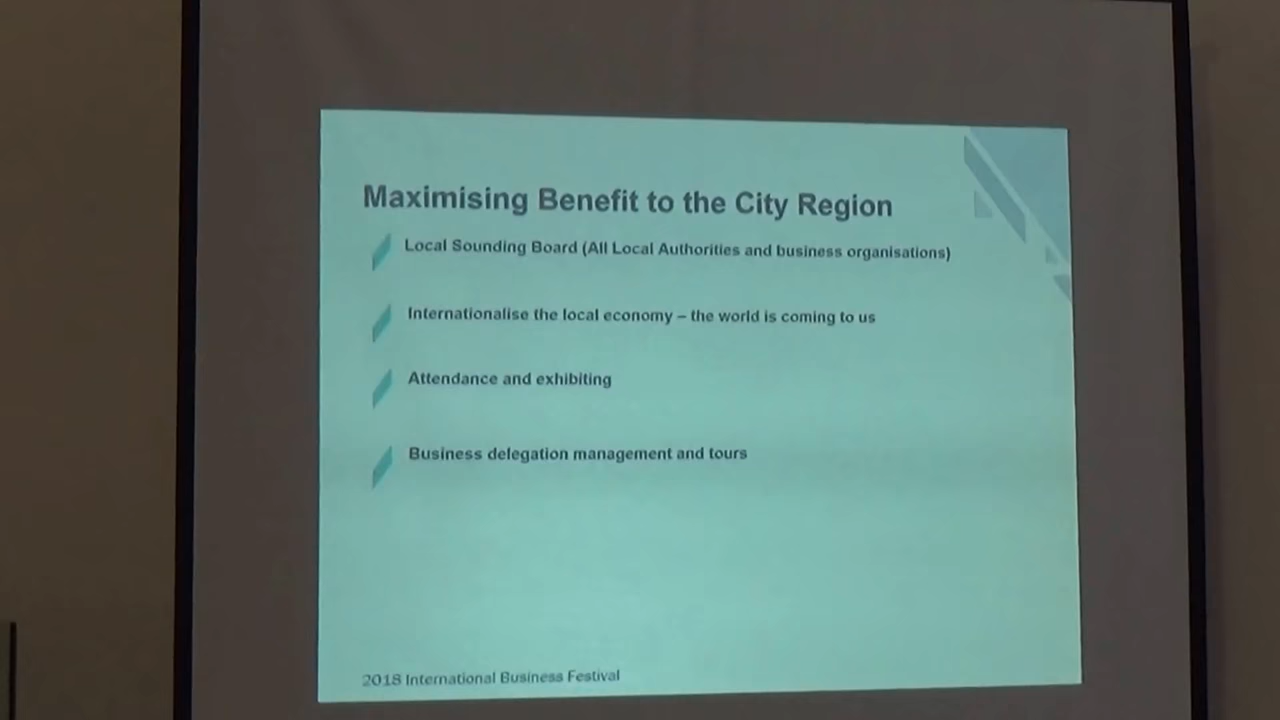 Maximising Benefit to the City Region
Local Sounding Board (All Local Authorities and business organisations)
Internationalise the local economy – the world is coming to us
Attendance and exhibiting
Business delegation management and tours
2018 International Business Festival